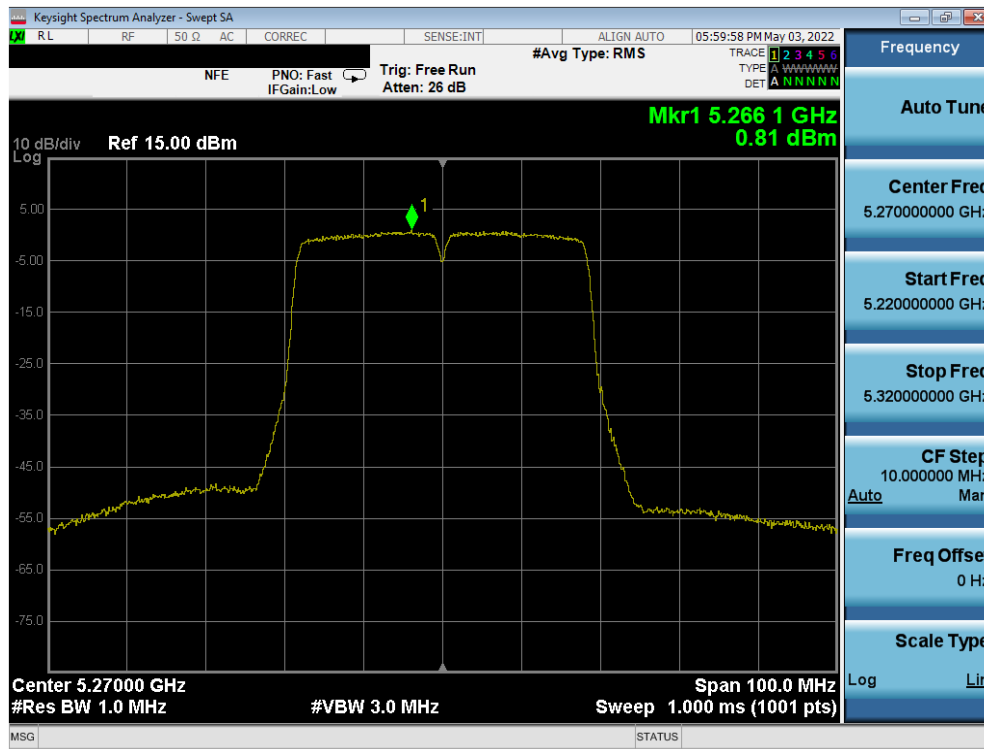 Keysight Spectrum Analyzer - Swept SA
LXI RL RF 50 Ω AC CORREC SENSE:INT ALIGN AUTO 05:59:58 PM May 03, 2022
NFE PNO: Fast Trig: Free Run #Avg Type: RMS TRACE 1 2 3 4 5 6
IFGain:Low Atten: 26 dB TYPE A WWWWW
DET A N N N N N
Mkr1 5.266 1 GHz
0.81 dBm
10 dB/div Ref 15.00 dBm
Log
1
5.00
-5.00
-15.0
-25.0
-35.0
-45.0
-55.0
-65.0
-75.0
Center 5.27000 GHz Span 100.0 MHz
#Res BW 1.0 MHz #VBW 3.0 MHz Sweep 1.000 ms (1001 pts)
MSG STATUS
Frequency
Auto Tune
Center Freq
5.270000000 GHz
Start Freq
5.220000000 GHz
Stop Freq
5.320000000 GHz
CF Step
10.000000 MHz
Auto Man
Freq Offset
0 Hz
Scale Type
Log Lin